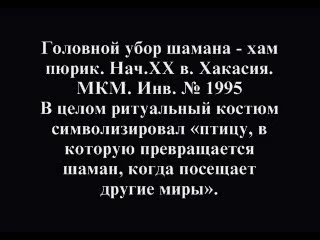 Головной убор шамана - хам
пюрик. Нач.XX в. Хакасия.
МКМ. Инв. № 1995
В целом ритуальный костюм
символизировал «птицу, в
которую превращается
шаман, когда посещает
другие миры».